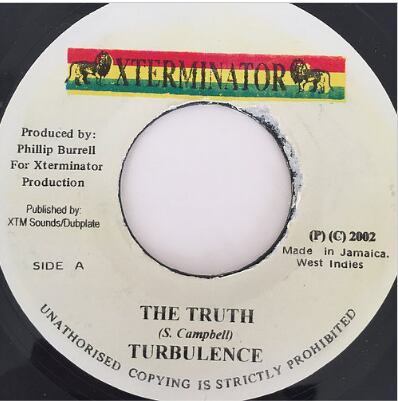 XTERMINATOR
Produced by:
Phillip Burrell
For Xterminator
Production
Published by:
XTM Sounds/Dubplate
(P) (C) 2002
Made in Jamaica.
West Indies
SIDE A
THE TRUTH
(S. Campbell)
TURBULENCE
UNATHORISED COPYING IS STRICTLY PROHIBITED